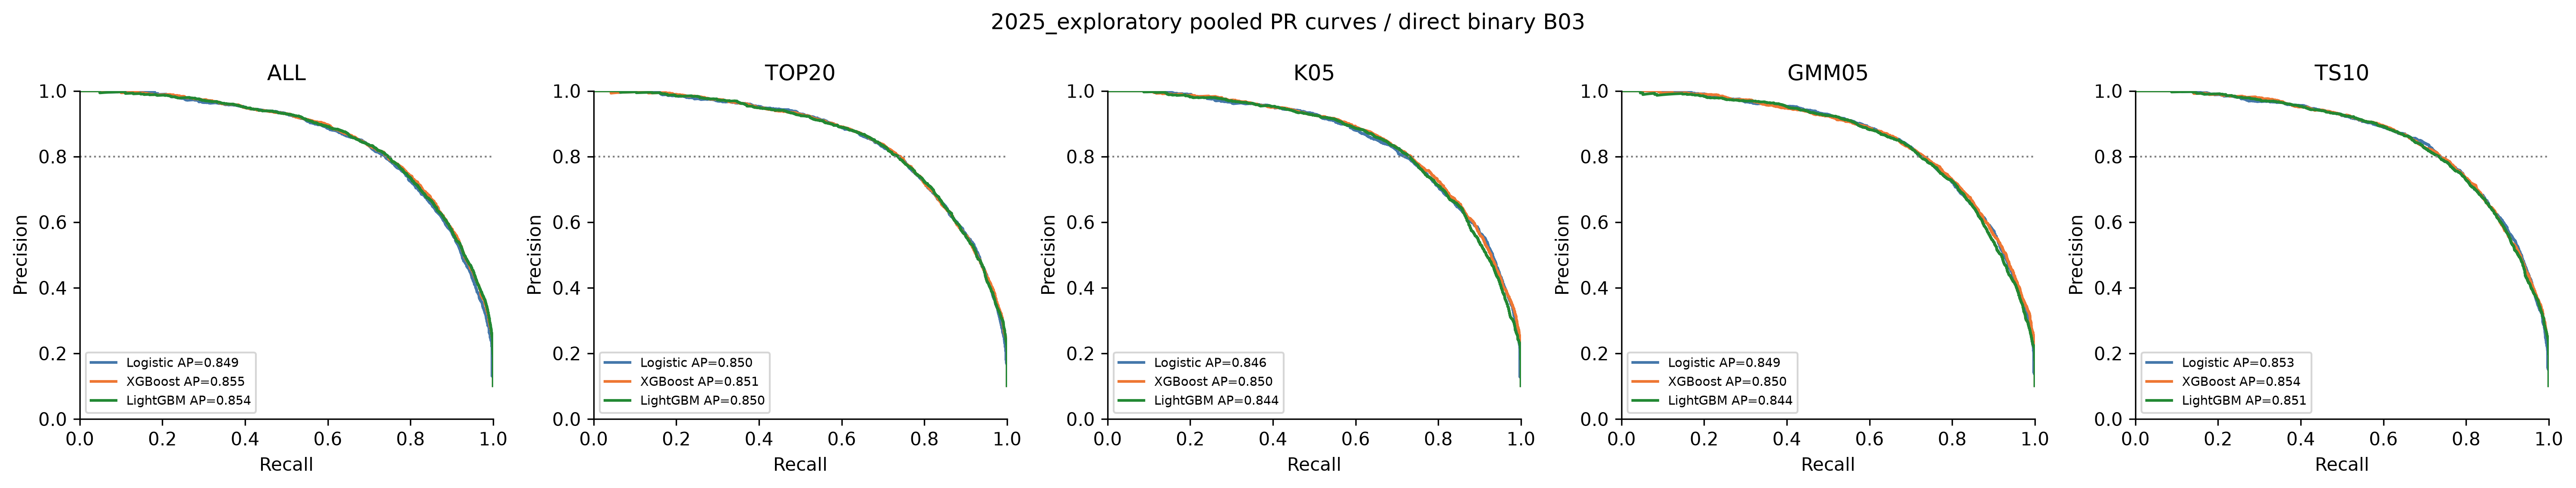 2025_exploratory pooled PR curves / direct binary B03
ALL
Precision
1.0
0.8
0.6
0.4
0.2
0.0
Logistic AP=0.849
XGBoost AP=0.855
LightGBM AP=0.854
0.0 0.2 0.4 0.6 0.8 1.0
Recall
TOP20
Precision
1.0
0.8
0.6
0.4
0.2
0.0
Logistic AP=0.850
XGBoost AP=0.851
LightGBM AP=0.850
0.0 0.2 0.4 0.6 0.8 1.0
Recall
K05
Precision
1.0
0.8
0.6
0.4
0.2
0.0
Logistic AP=0.846
XGBoost AP=0.850
LightGBM AP=0.844
0.0 0.2 0.4 0.6 0.8 1.0
Recall
GMM05
Precision
1.0
0.8
0.6
0.4
0.2
0.0
Logistic AP=0.849
XGBoost AP=0.850
LightGBM AP=0.844
0.0 0.2 0.4 0.6 0.8 1.0
Recall
TS10
Precision
1.0
0.8
0.6
0.4
0.2
0.0
Logistic AP=0.853
XGBoost AP=0.854
LightGBM AP=0.851
0.0 0.2 0.4 0.6 0.8 1.0
Recall